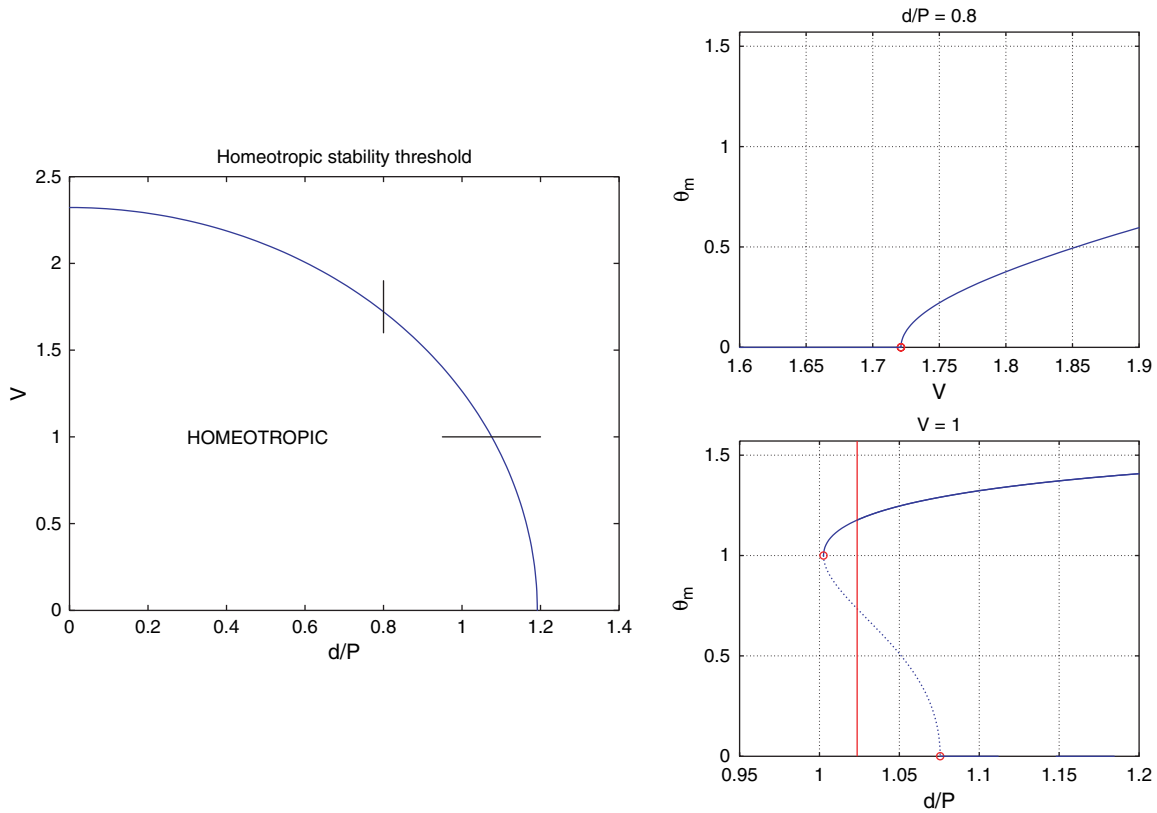 Homeotropic stability threshold
2.5
2
1.5
1
0.5
0
V
HOMEOTROPIC
0 0.2 0.4 0.6 0.8 1 1.2 1.4
d/P
d/P = 0.8
1.5
1
0.5
0
θm
1.6 1.65 1.7 1.75 1.8 1.85 1.9
V
V = 1
1.5
1
0.5
0
θm
0.95 1 1.05 1.1 1.15 1.2
d/P